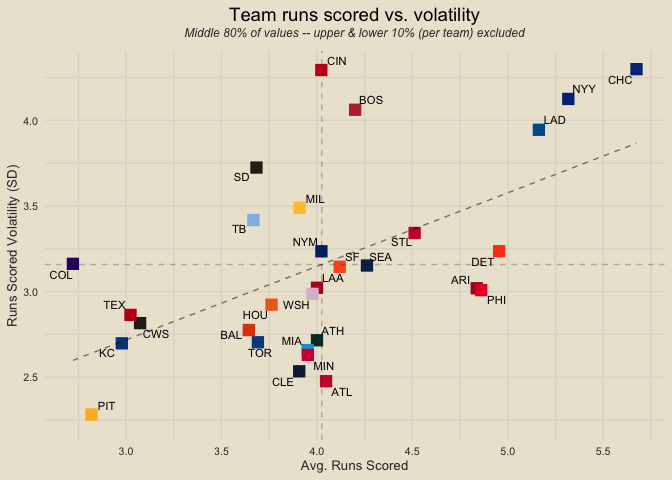 Team runs scored vs. volatility
Middle 80% of values -- upper & lower 10% (per team) excluded
CIN
CHC
NYY
BOS
LAD
4.0
SD
MIL
3.5
TB
NYM
STL
SF
SEA
DET
COL
LAA
ARI
PHI
3.0
TEX
HOU
WSH
CWS
BAL
ATH
KC
TOR
MIA
MIN
2.5
CLE
ATL
PIT
Runs Scored Volatility (SD)
3.0 3.5 4.0 4.5 5.0 5.5
Avg. Runs Scored